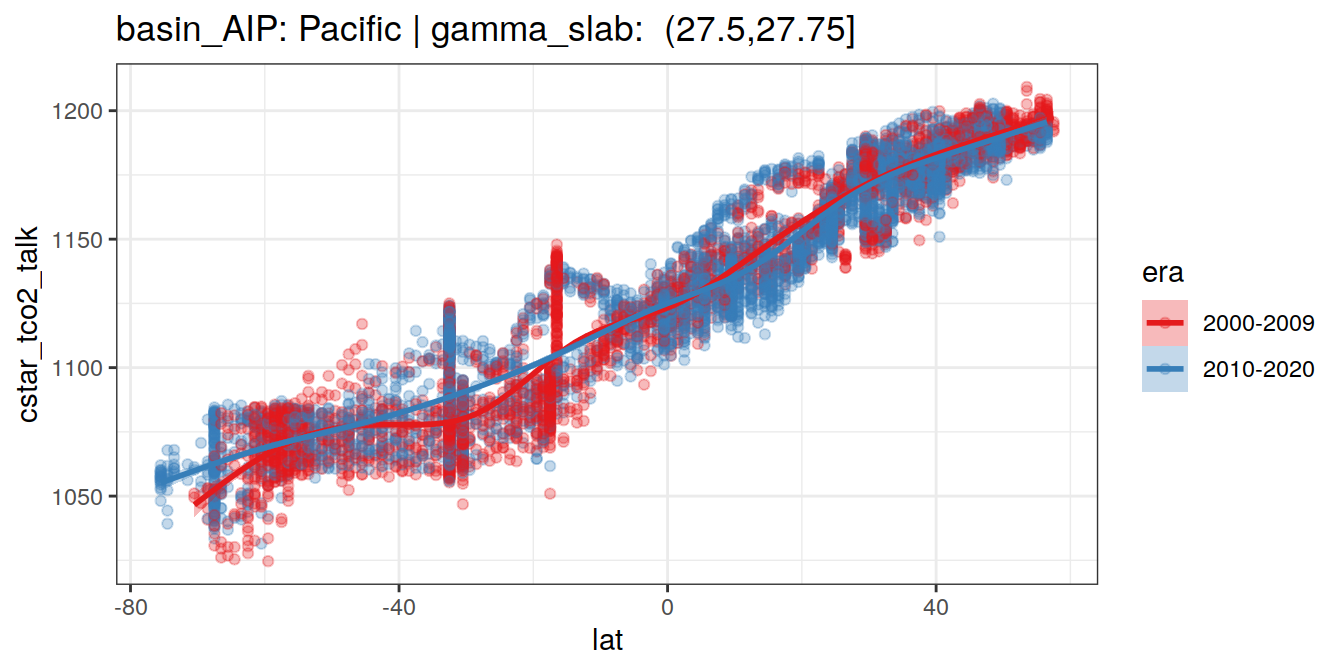 basin_AIP: Pacific | gamma_slab:  (27.5,27.75]
cstar_tco2_talk
1200
1150
1100
1050
-80
-40
0
40
lat
era
2000-2009
2010-2020